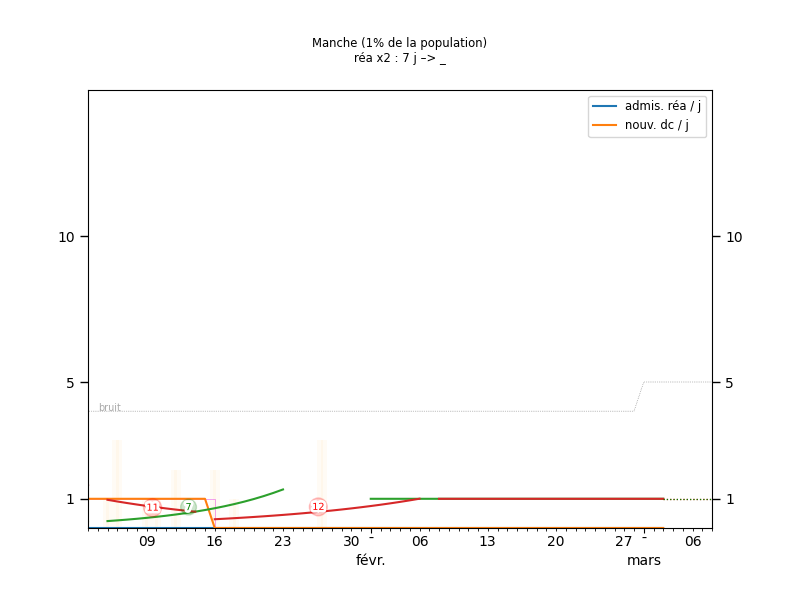 Manche (1% de la population)
réa x2 : 7 j –> _
admis. réa / j
nouv. dc / j
10
10
5
5
bruit
1
1
11
7
12
09
16
23
30
-
06
13
20
27
-
06
févr.
mars